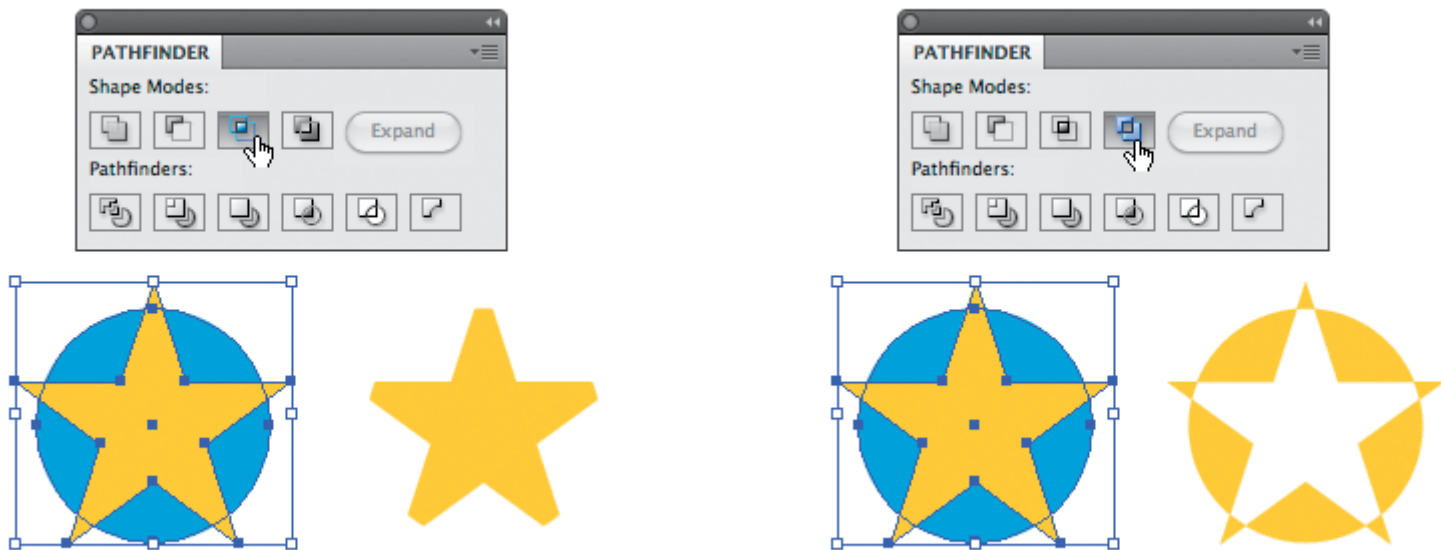 PATHFINDER
Shape Modes:
Expand
Pathfinders:
PATHFINDER
Shape Modes:
Expand
Pathfinders: